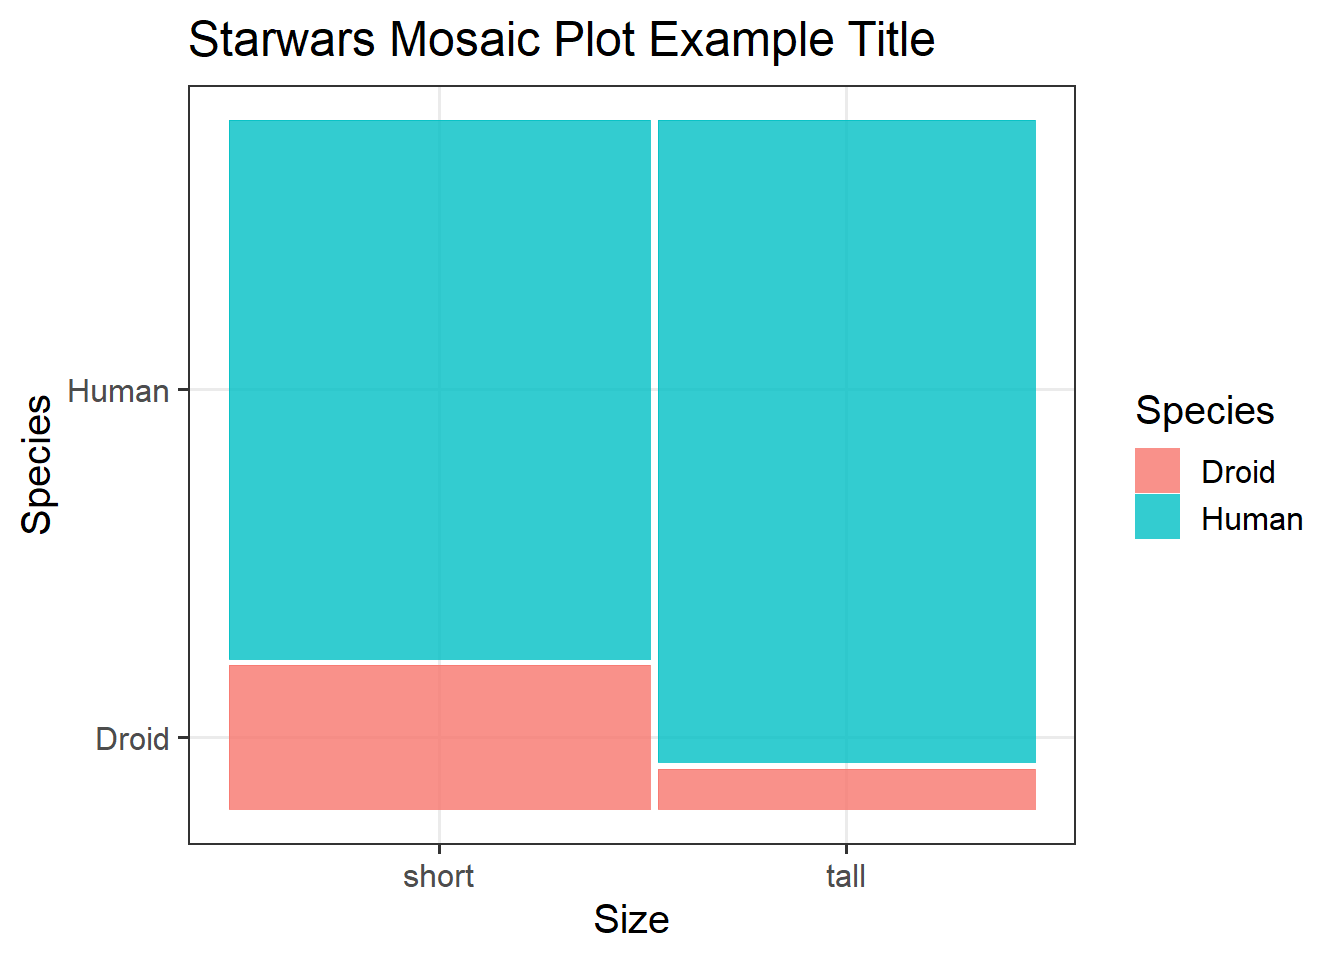 Starwars Mosaic Plot Example Title
Species
Human
Droid
short
tall
Size
Species
Droid
Human